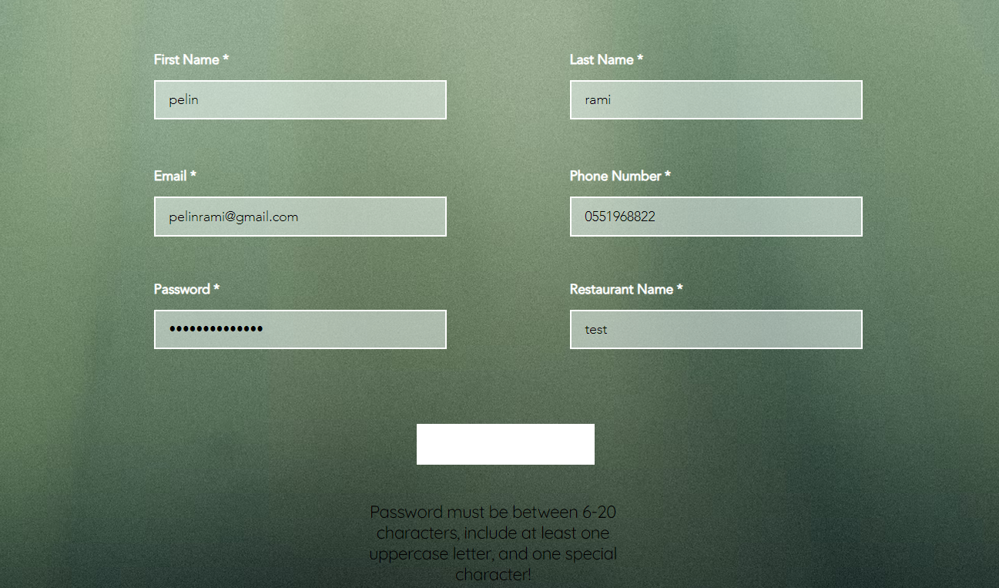 First Name *
Last Name *
pelin
rami
Email *
Phone Number *
pelinrami@gmail.com
0551968822
Password *
Restaurant Name *
••••••••••••••
test
Password must be between 6-20
characters, include at least one
uppercase letter, and one special
character!